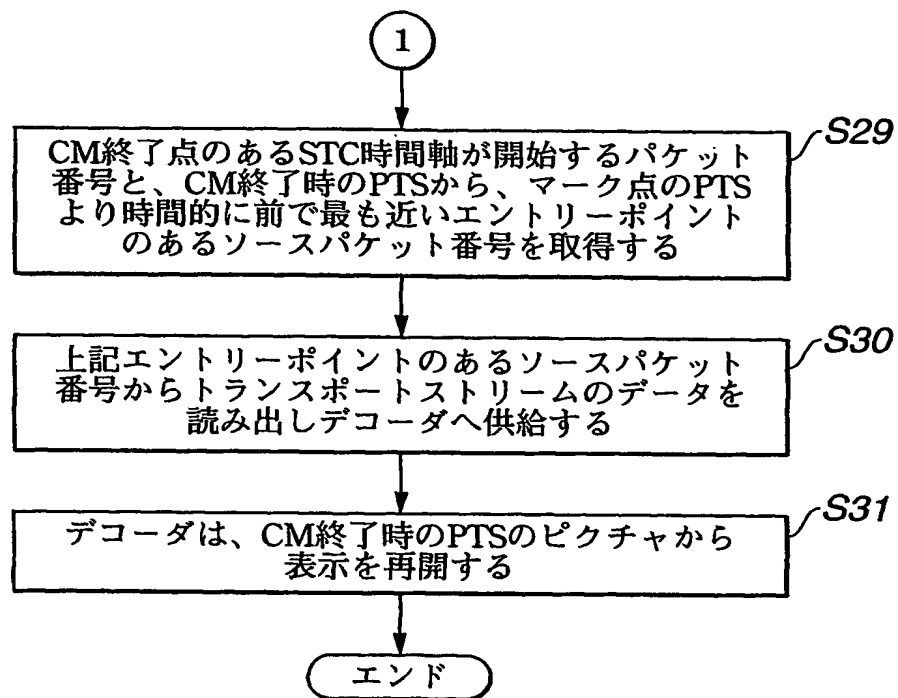 1
S29
CM終了点のあるSTC時間軸が開始するパケット
番号と、CM終了時のPTSから、マーク点のPTS
より時間的に前で最も近いエントリーポイント
のあるソースパケット番号を取得する
S30
上記エントリーポイントのあるソースパケット
番号からトランスポートストリームのデータを
読み出しデコーダへ供給する
S31
デコーダは、CM終了時のPTSのピクチャから
表示を再開する
エンド